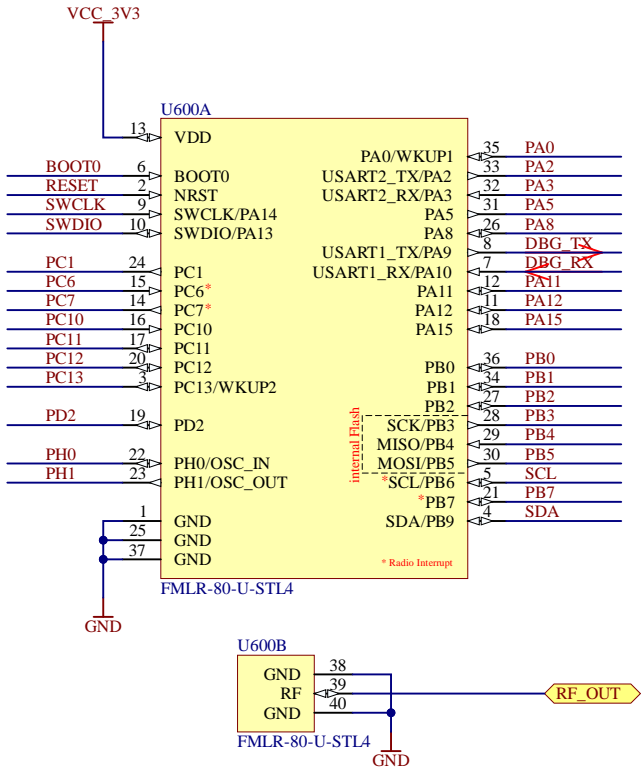 VCC_3V3
U600A
13 VDD
35 PA0
PA0/WKUP1
BOOT0 6 BOOT0
USART2_TX/PA2 33 PA2
RESET 2 NRST
USART2_RX/PA3 32 PA3
SWCLK 9 SWCLK/PA14
PA5 31 PA5
SWDIO 10 SWDIO/PA13
PA8 26 PA8
USART1_TX/PA9 8 DBG_TX
PC1 24 PC1
USART1_RX/PA10 7 DBG_RX
PC6 15 PC6*
PA11 12 PA11
PC7 14 PC7*
PA12 11 PA12
PC10 16 PC10
PA15 18 PA15
PC11 17 PC11
PC12 20 PC12
PB0 36 PB0
PC13 3 PC13/WKUP2
PB1 34 PB1
PB2 27 PB2
PD2 19 PD2
internal Flash
SCK/PB3 28 PB3
MISO/PB4 29 PB4
PH0 22 PH0/OSC_IN
MOSI/PB5 30 PB5
PH1 23 PH1/OSC_OUT
*SCL/PB6 5 SCL
*PB7 21 PB7
1 GND
SDA/PB9 4 SDA
25 GND
37 GND
* Radio Interrupt
FMLR-80-U-STL4
GND
U600B
GND 38
RF 39 RF_OUT
GND 40
FMLR-80-U-STL4
GND